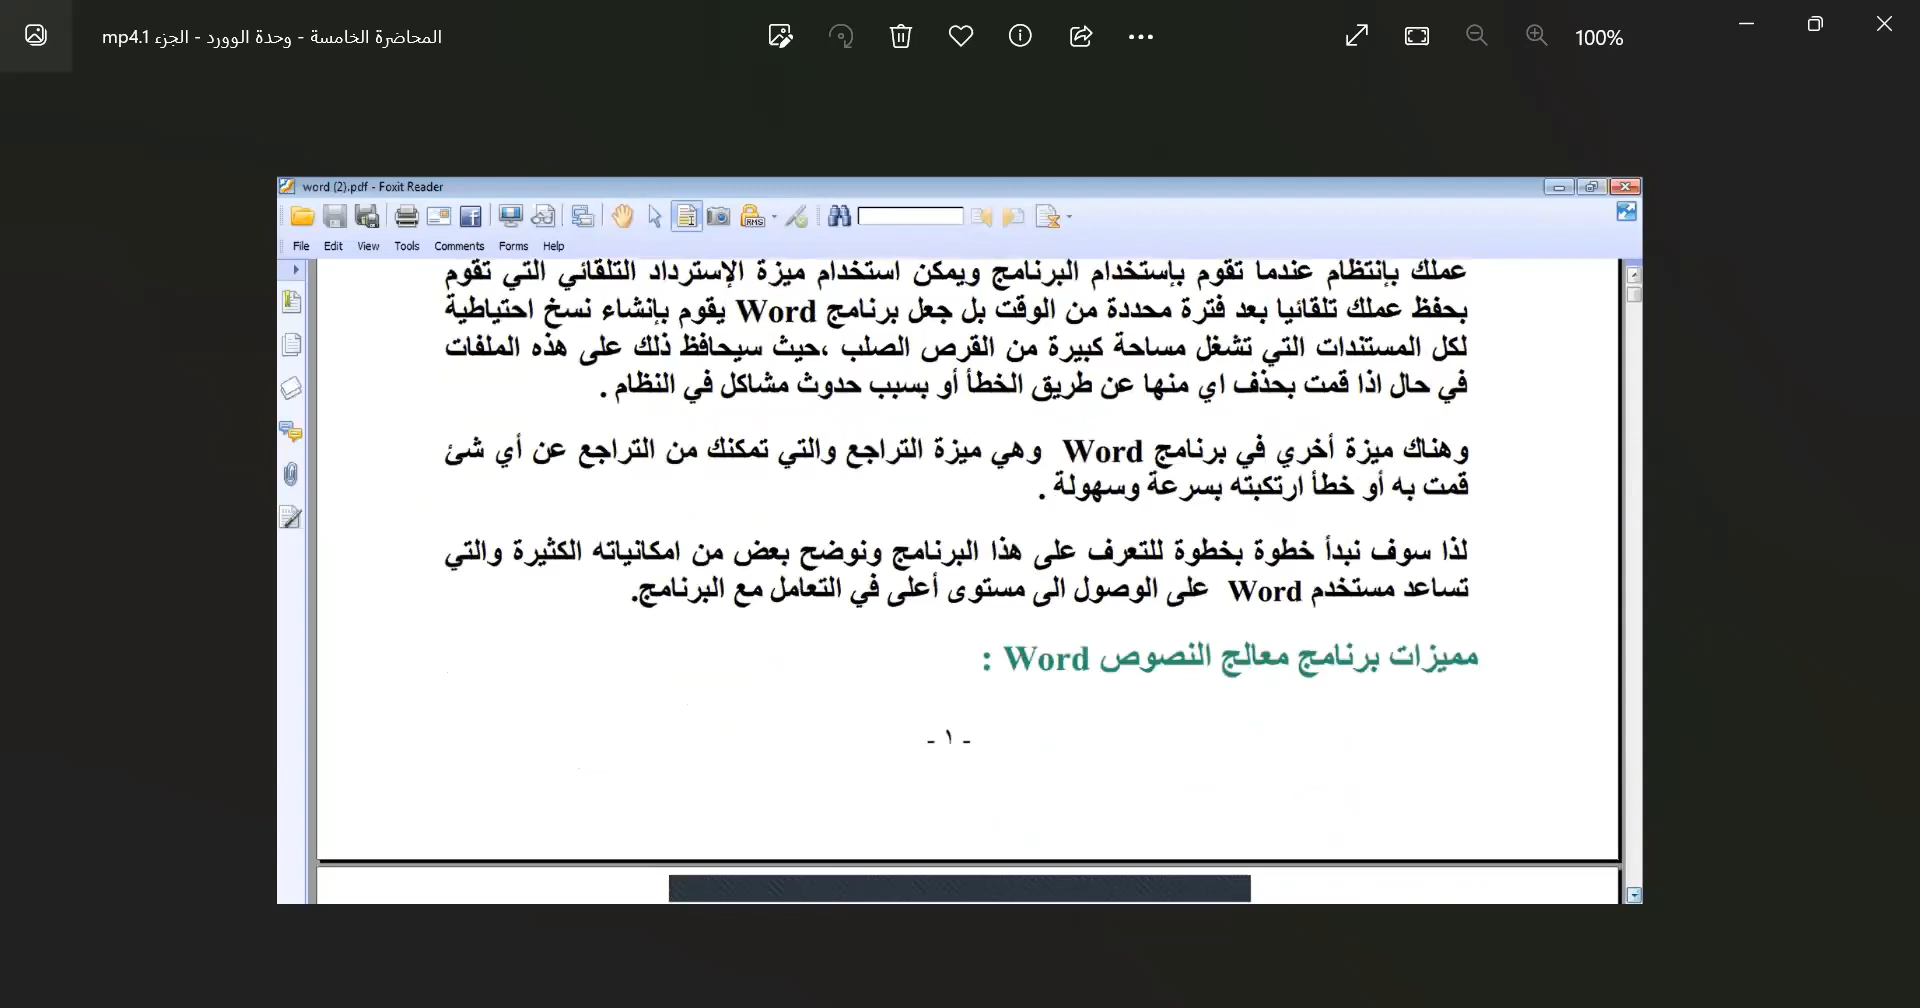 المحاضرة الخامسة - وحدة الوورد - الجزء 1.mp4
100%
word (2).pdf - Foxit Reader
RMS
File Edit View Tools Comments Forms Help
عملك بإنتظام عندما تقوم بإستخدام البرنامج ويمكن استخدام ميزة الإسترداد التلقائي التي تقوم
بحفظ عملك تلقائيا بعد فترة محددة من الوقت بل جعل برنامج Word يقوم بإنشاء نسخ احتياطية
لكل المستندات التي تشغل مساحة كبيرة من القرص الصلب ،حيث سيحافظ ذلك على هذه الملفات
في حال اذا قمت بحذف اي منها عن طريق الخطأ أو بسبب حدوث مشاكل في النظام .
وهناك ميزة أخري في برنامج Word وهي ميزة التراجع والتي تمكنك من التراجع عن أي شئ
قمت به أو خطأ ارتكبته بسرعة وسهولة .
لذا سوف نبدأ خطوة بخطوة للتعرف على هذا البرنامج ونوضح بعض من امكانياته الكثيرة والتي
تساعد مستخدم Word على الوصول الى مستوى أعلى في التعامل مع البرنامج.
مميزات برنامج معالج النصوص Word :
- ١ -